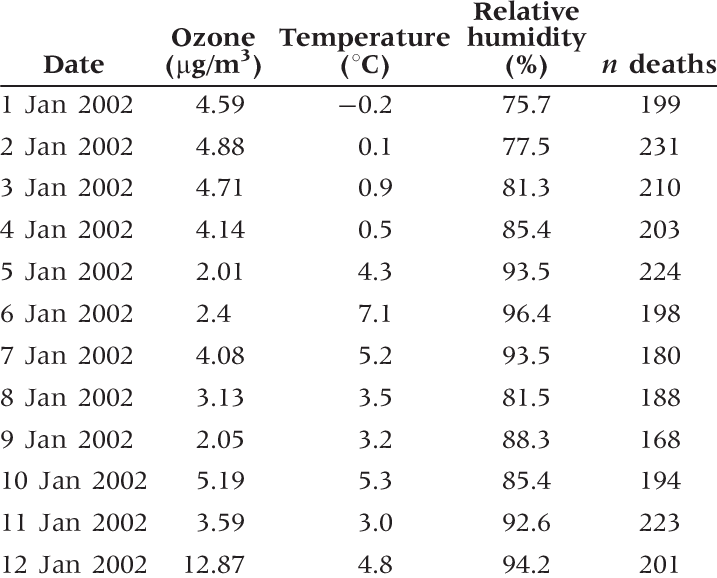 Date Ozone (μg/m³) Temperature (°C) Relative humidity (%) n deaths
1 Jan 2002 4.59 −0.2 75.7 199
2 Jan 2002 4.88 0.1 77.5 231
3 Jan 2002 4.71 0.9 81.3 210
4 Jan 2002 4.14 0.5 85.4 203
5 Jan 2002 2.01 4.3 93.5 224
6 Jan 2002 2.4 7.1 96.4 198
7 Jan 2002 4.08 5.2 93.5 180
8 Jan 2002 3.13 3.5 81.5 188
9 Jan 2002 2.05 3.2 88.3 168
10 Jan 2002 5.19 5.3 85.4 194
11 Jan 2002 3.59 3.0 92.6 223
12 Jan 2002 12.87 4.8 94.2 201